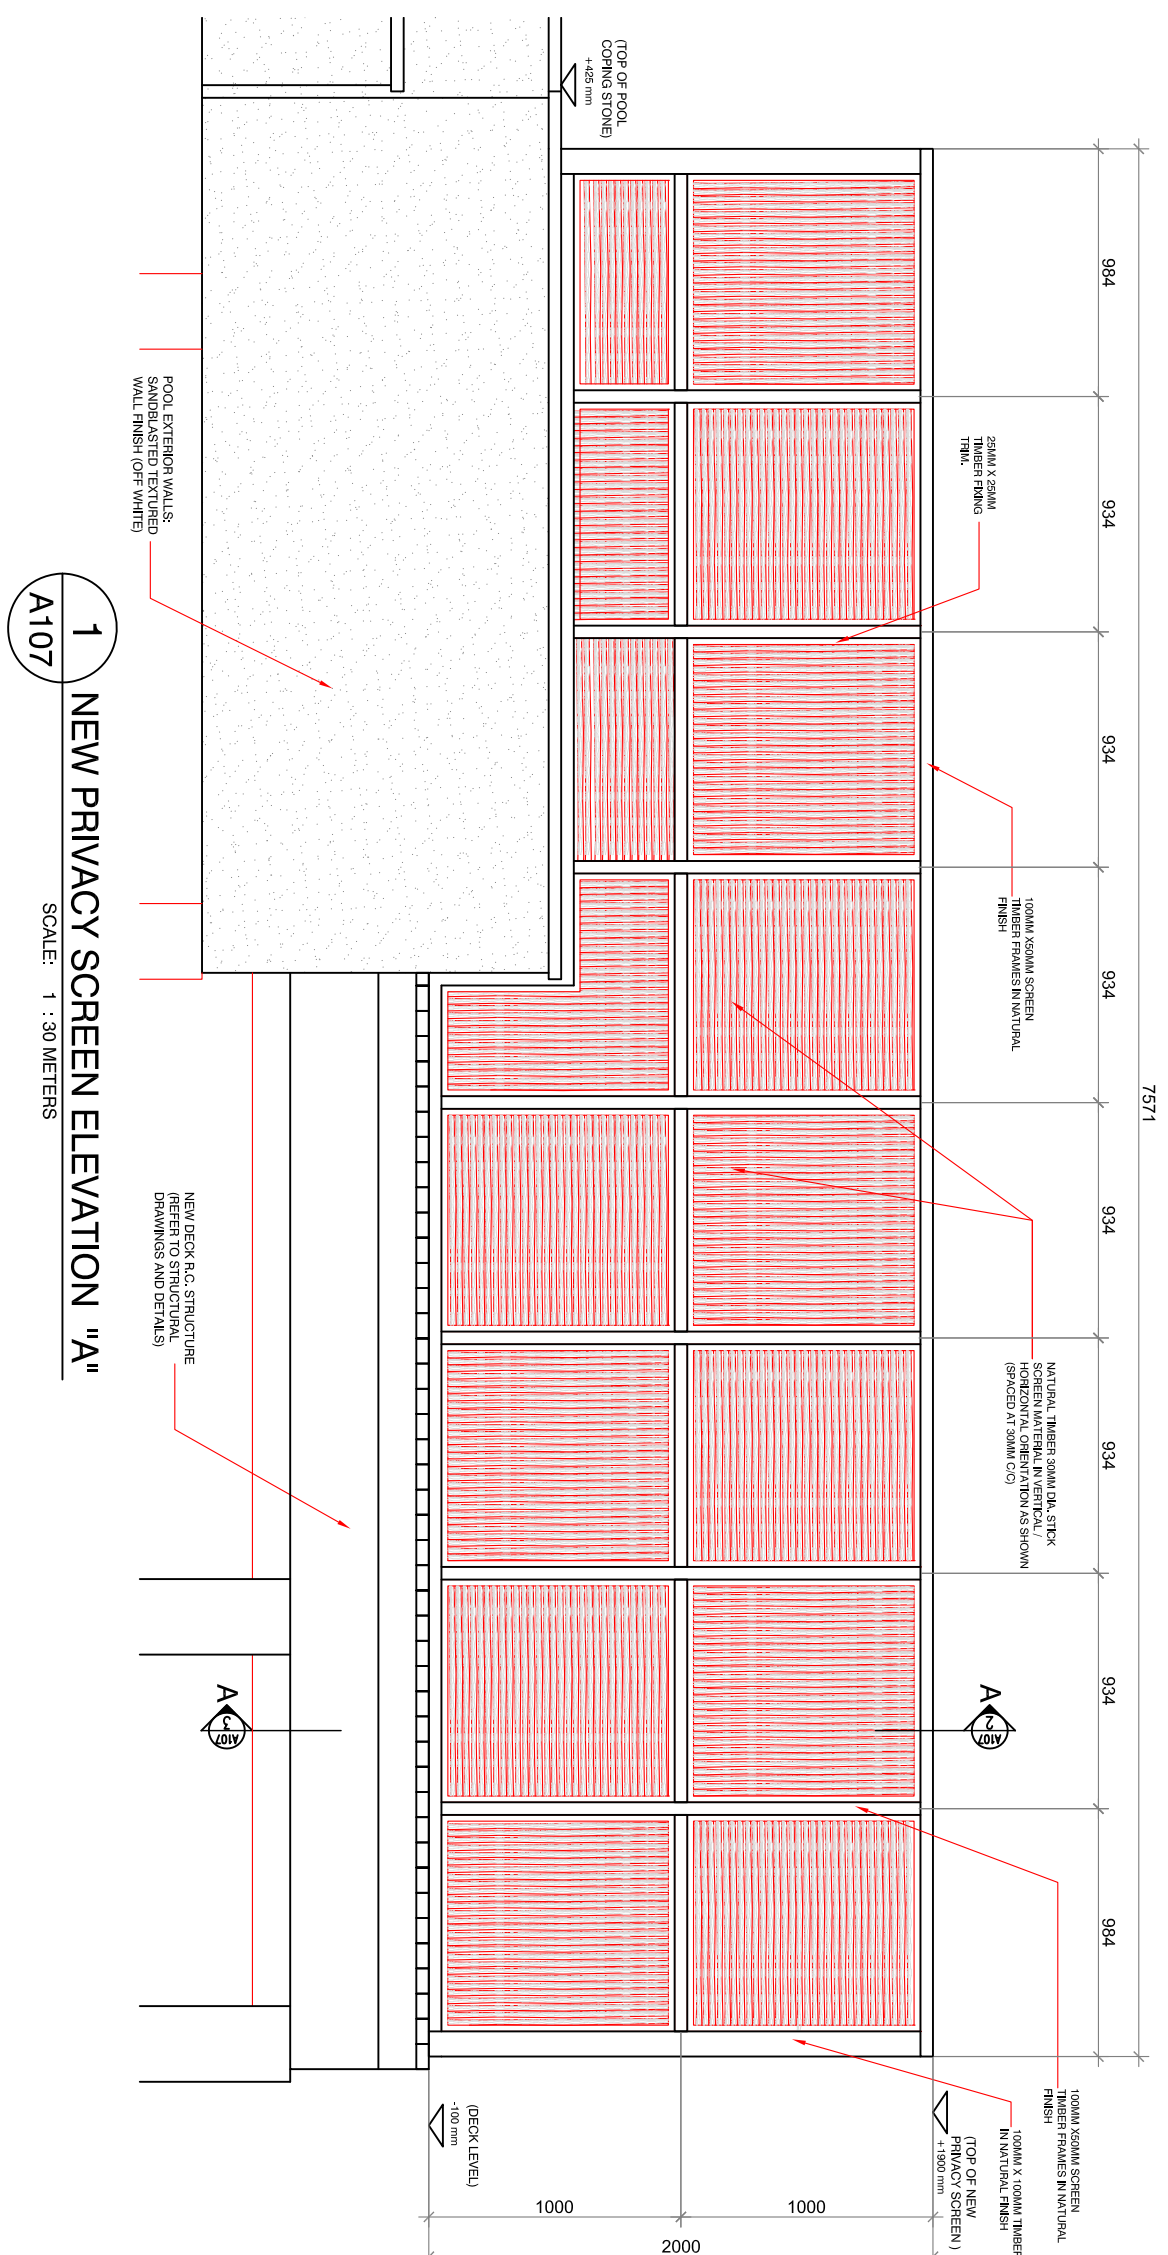 7571
984
934
934
934
934
934
934
984
25MM X 25MM
TIMBER FIXING
TRIM.
100MM X50MM SCREEN
TIMBER FRAMES IN NATURAL
FINISH
NATURAL TIMBER 30MM DIA. STICK
SCREEN MATERIAL IN VERTICAL /
HORIZONTAL ORIENTATION AS SHOWN
(SPACED AT 30MM C/C)
100MM X50MM SCREEN
TIMBER FRAMES IN NATURAL
FINISH
100MM X 100MM TIMBER
IN NATURAL FINISH
(TOP OF NEW
PRIVACY SCREEN )
+1900 mm
A
2
A107
(TOP OF POOL
COPING STONE)
+425 mm
1000
1000
2000
(DECK LEVEL)
-100 mm
A
3
A107
POOL EXTERIOR WALLS:
SANDBLASTED TEXTURED
WALL FINISH (OFF WHITE)
NEW DECK R.C. STRUCTURE
(REFER TO STRUCTURAL
DRAWINGS AND DETAILS)
1
A107
NEW PRIVACY SCREEN ELEVATION "A"
SCALE: 1 : 30 METERS